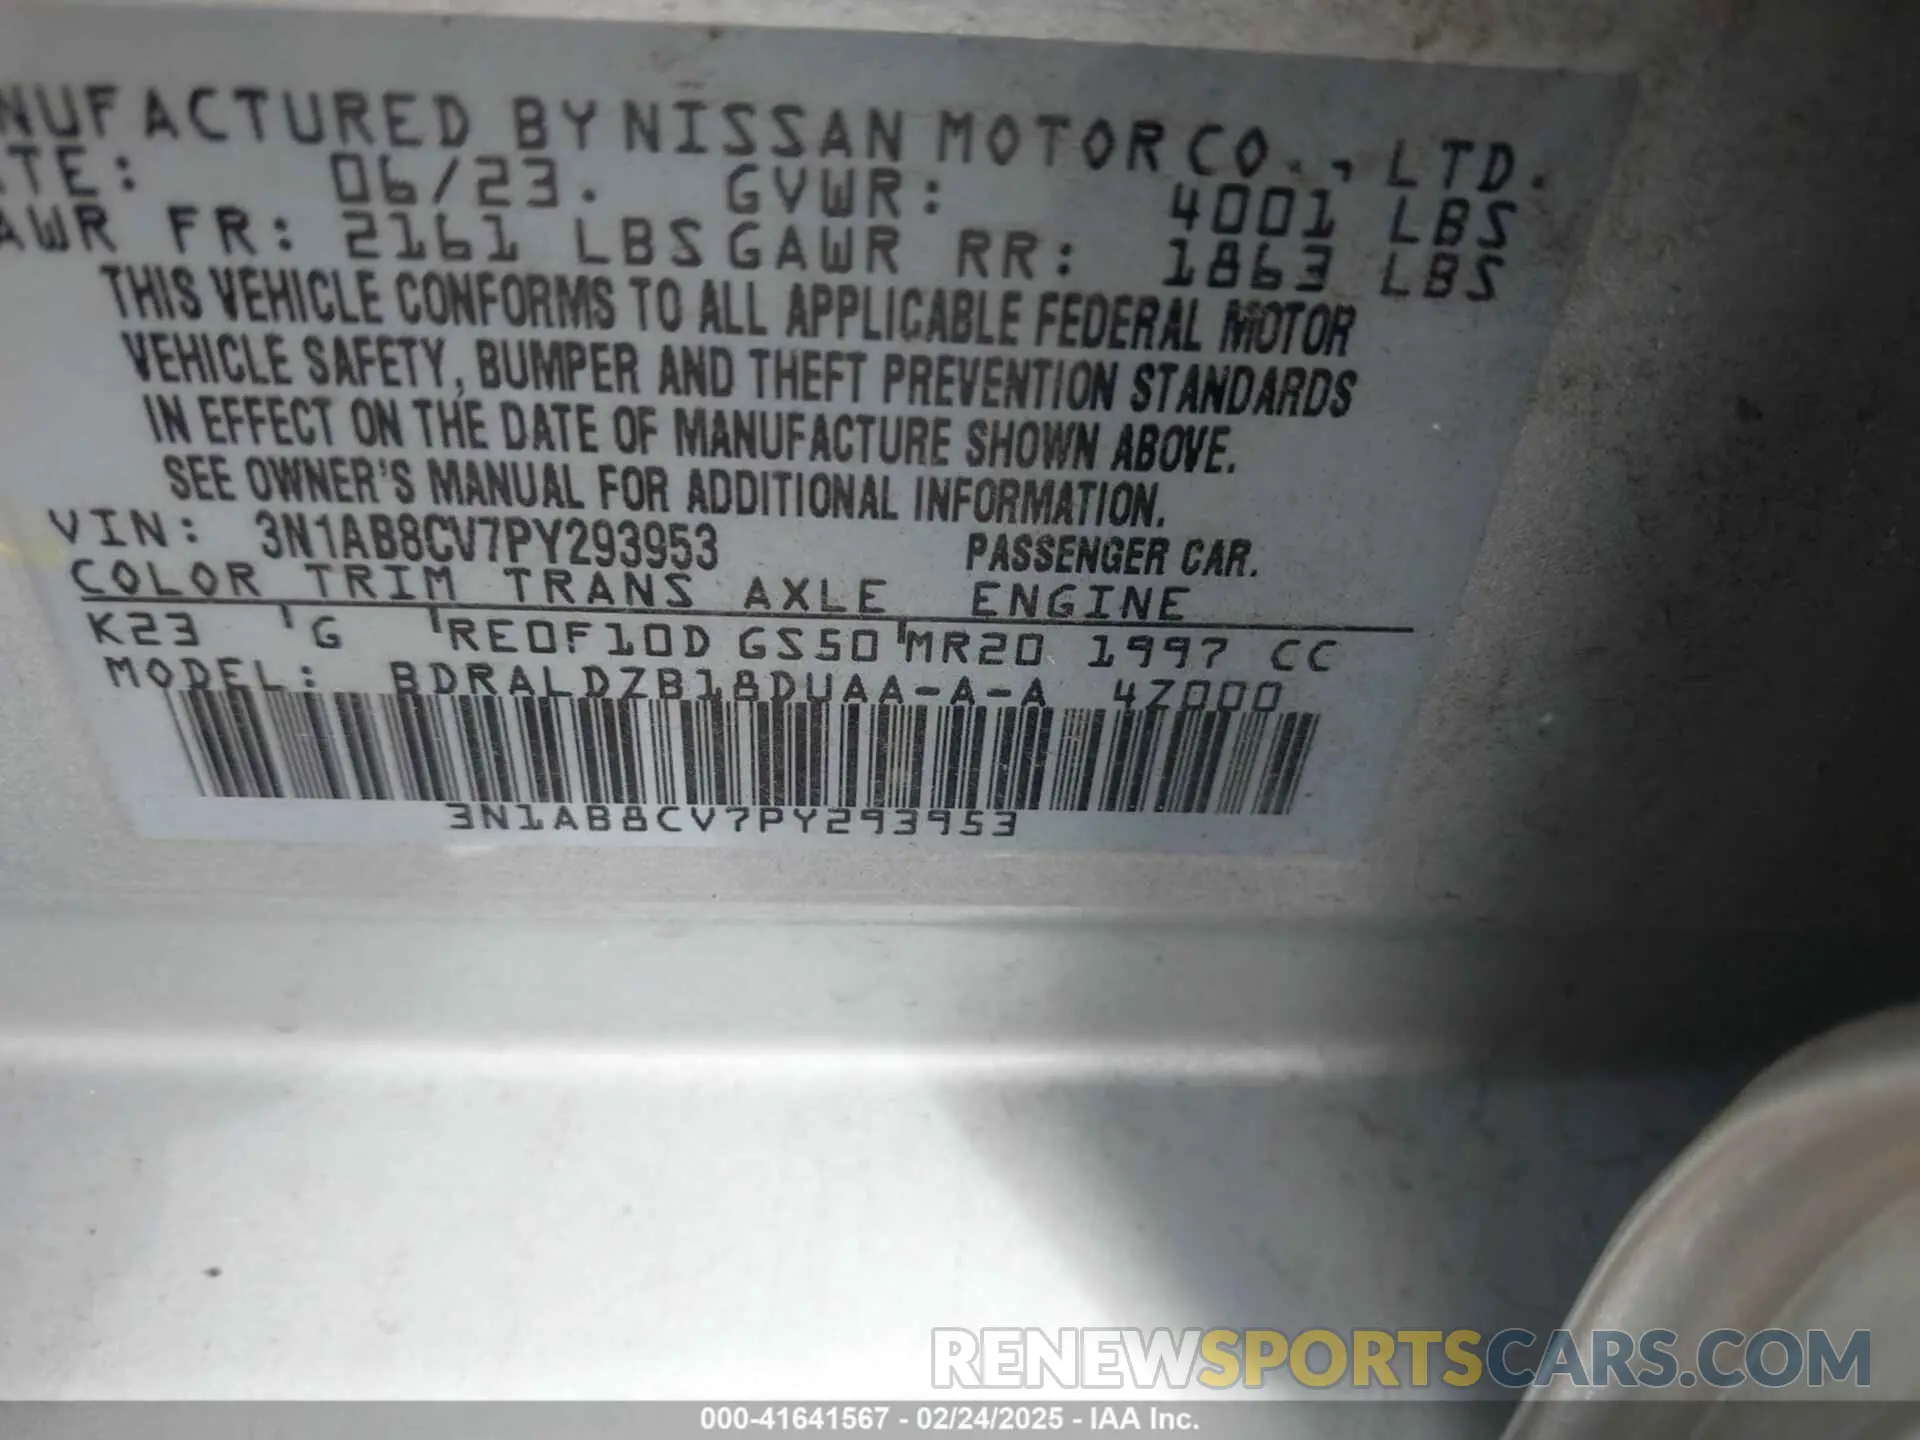 NUFACTURED BY NISSAN MOTOR CO., LTD.
TE: 06/23. GVWR: 4001 LBS
AWR FR: 2161 LBS GAWR RR: 1863 LBS
THIS VEHICLE CONFORMS TO ALL APPLICABLE FEDERAL MOTOR
VEHICLE SAFETY, BUMPER AND THEFT PREVENTION STANDARDS
IN EFFECT ON THE DATE OF MANUFACTURE SHOWN ABOVE.
SEE OWNER'S MANUAL FOR ADDITIONAL INFORMATION.
VIN: 3N1AB8CV7PY293953 PASSENGER CAR.
COLOR TRIM TRANS AXLE ENGINE
K23 G RE0F10D GS50 MR20 1997 CC
MODEL: BDRALDZB18DUAA-A-A 4Z000
3N1AB8CV7PY293953
RENEWSPORTSCARS.COM
000-41641567 - 02/24/2025 - IAA Inc.